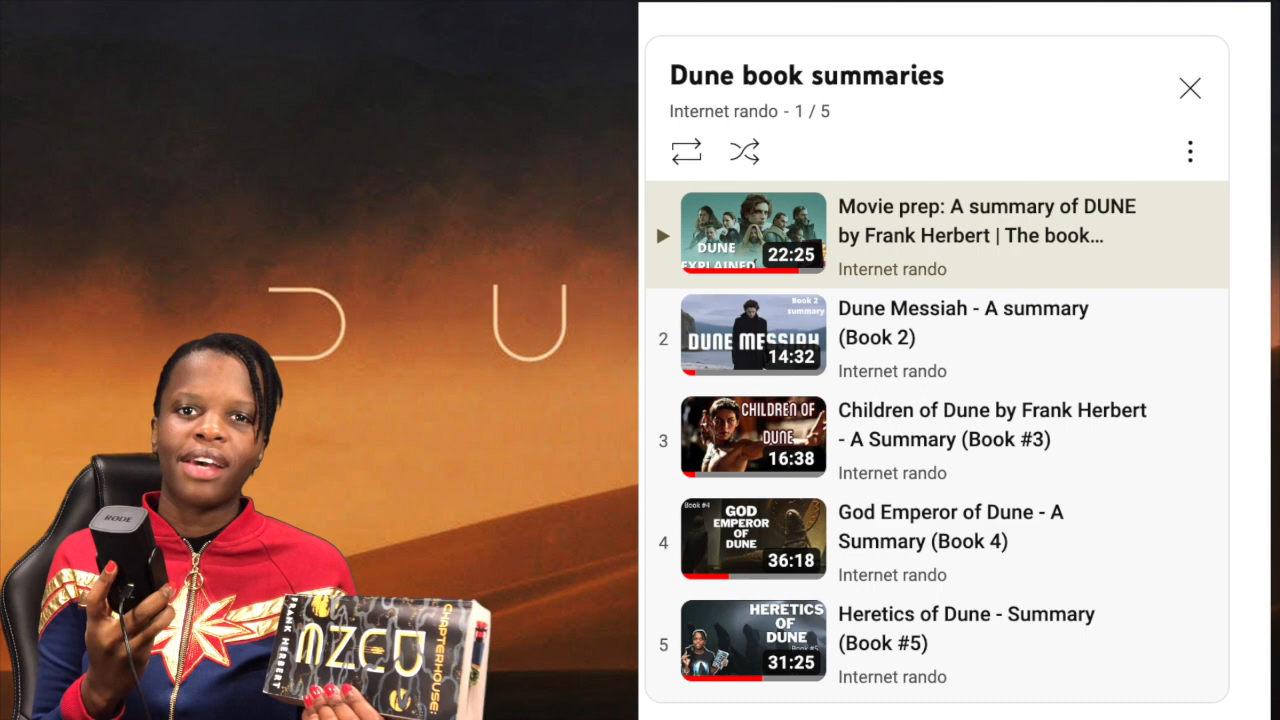 D U
RODE
CHAPTERHOUSE:
DUNE
FRANK HERBERT
Dune book summaries
Internet rando - 1 / 5
DUNE
EXPLAINED
22:25
Movie prep: A summary of DUNE
by Frank Herbert | The book...
Internet rando
2
Book 2
summary
DUNE MESSIAH
14:32
Dune Messiah - A summary
(Book 2)
Internet rando
3
CHILDREN OF
DUNE
16:38
Children of Dune by Frank Herbert
- A Summary (Book #3)
Internet rando
4
Book #4
GOD
EMPEROR
OF
DUNE
36:18
God Emperor of Dune - A
Summary (Book 4)
Internet rando
5
HERETICS
OF
DUNE
Book #5
31:25
Heretics of Dune - Summary
(Book #5)
Internet rando